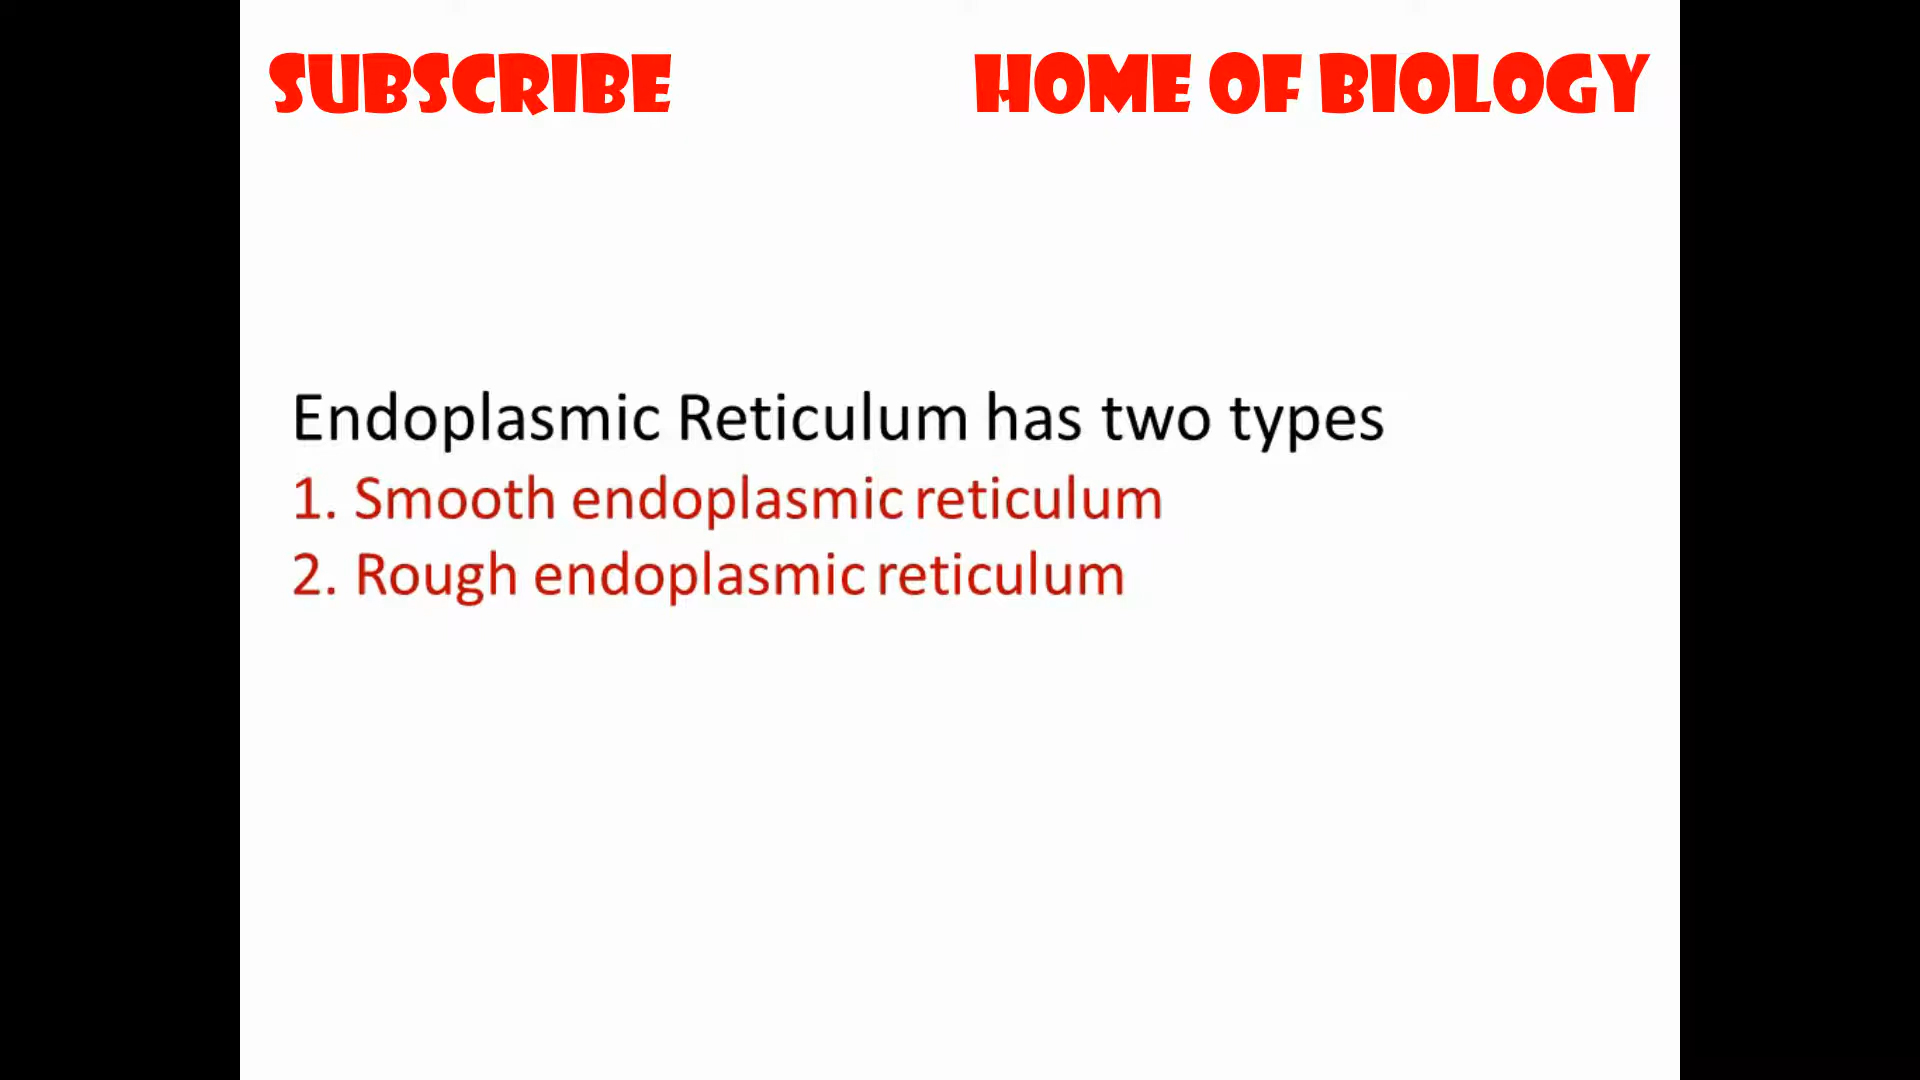 SUBSCRIBE HOME OF BIOLOGY
Endoplasmic Reticulum has two types
1. Smooth endoplasmic reticulum
2. Rough endoplasmic reticulum